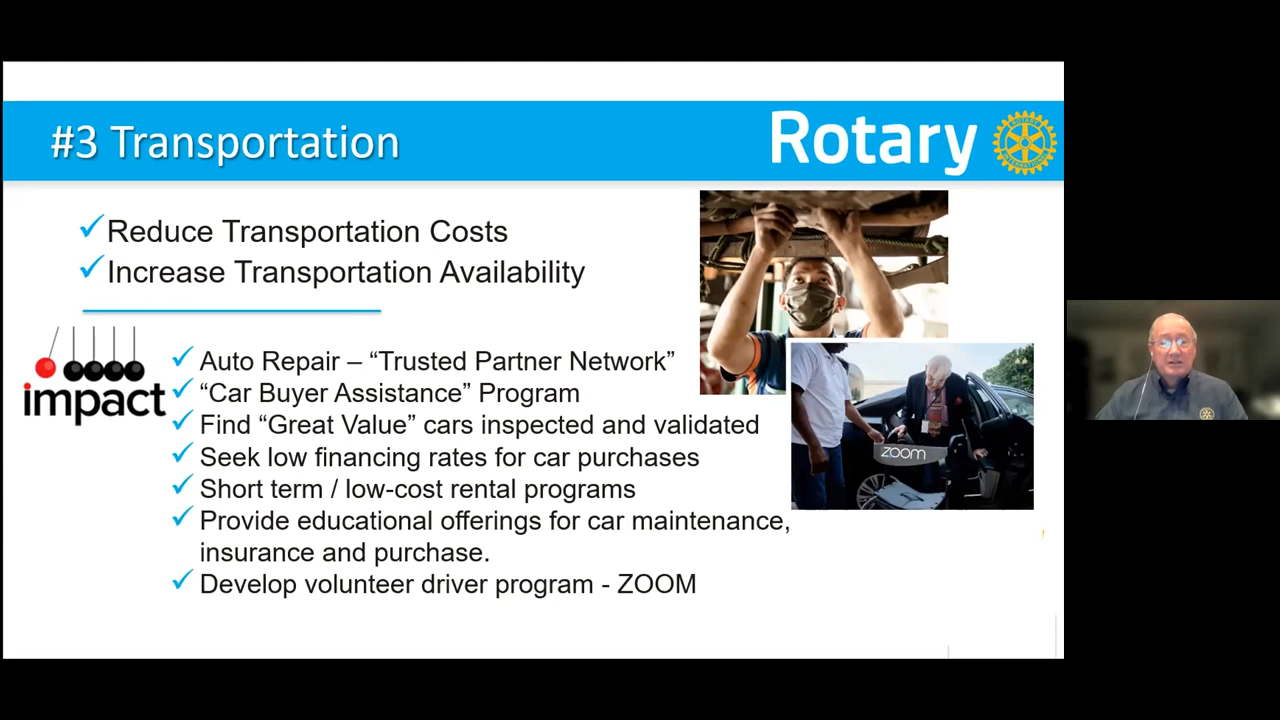 #3 Transportation
Rotary
Reduce Transportation Costs
Increase Transportation Availability
impact
Auto Repair – “Trusted Partner Network”
“Car Buyer Assistance” Program
Find “Great Value” cars inspected and validated
Seek low financing rates for car purchases
Short term / low-cost rental programs
Provide educational offerings for car maintenance,
insurance and purchase.
Develop volunteer driver program - ZOOM
zoom